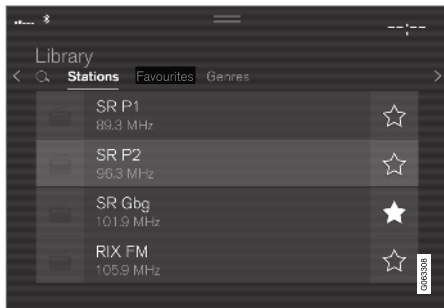 --:--
Library
Stations Favourites Genres
SR P1
89.3 MHz
SR P2
96.3 MHz
SR Gbg
101.9 MHz
RIX FM
105.9 MHz
G063308